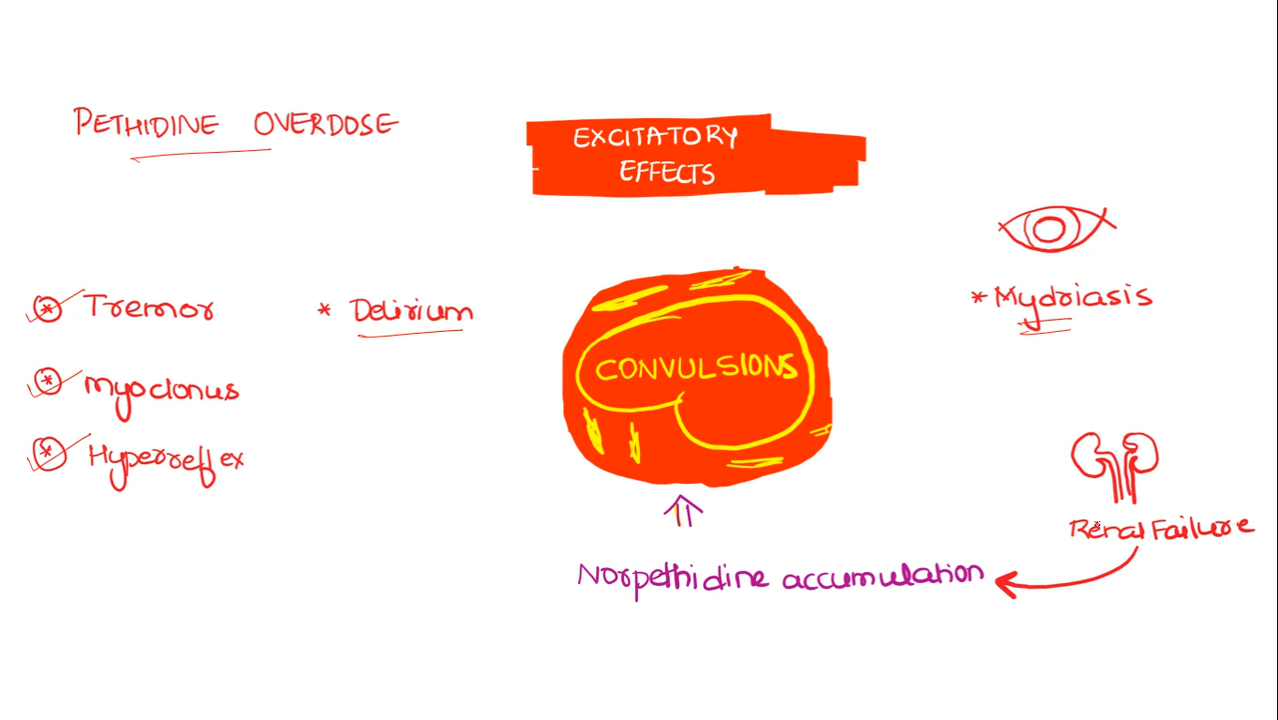 PETHIDINE OVERDOSE
EXCITATORY
EFFECTS
* Tremor
* Delirium
* Mydriasis
* myoclonus
CONVULSIONS
* Hyperreflex
Renal Failure
Norpethidine accumulation